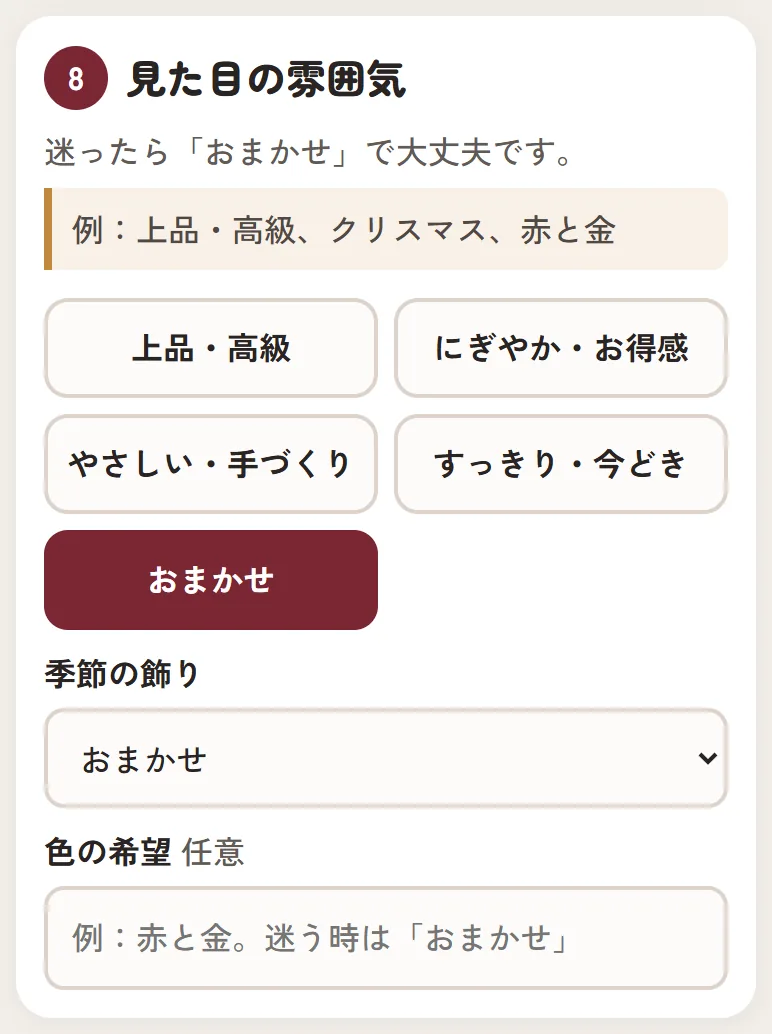 8 見た目の雰囲気
迷ったら「おまかせ」で大丈夫です。
例：上品・高級、クリスマス、赤と金
上品・高級
にぎやか・お得感
やさしい・手づくり
すっきり・今どき
おまかせ
季節の飾り
おまかせ
色の希望 任意
例：赤と金。迷う時は「おまかせ」